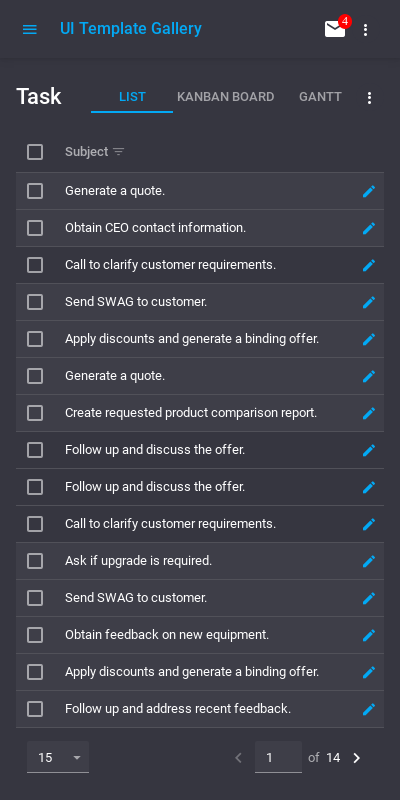 UI Template Gallery
4
Task
LIST KANBAN BOARD GANTT
Subject
Generate a quote.
Obtain CEO contact information.
Call to clarify customer requirements.
Send SWAG to customer.
Apply discounts and generate a binding offer.
Generate a quote.
Create requested product comparison report.
Follow up and discuss the offer.
Follow up and discuss the offer.
Call to clarify customer requirements.
Ask if upgrade is required.
Send SWAG to customer.
Obtain feedback on new equipment.
Apply discounts and generate a binding offer.
Follow up and address recent feedback.
15 1 of 14